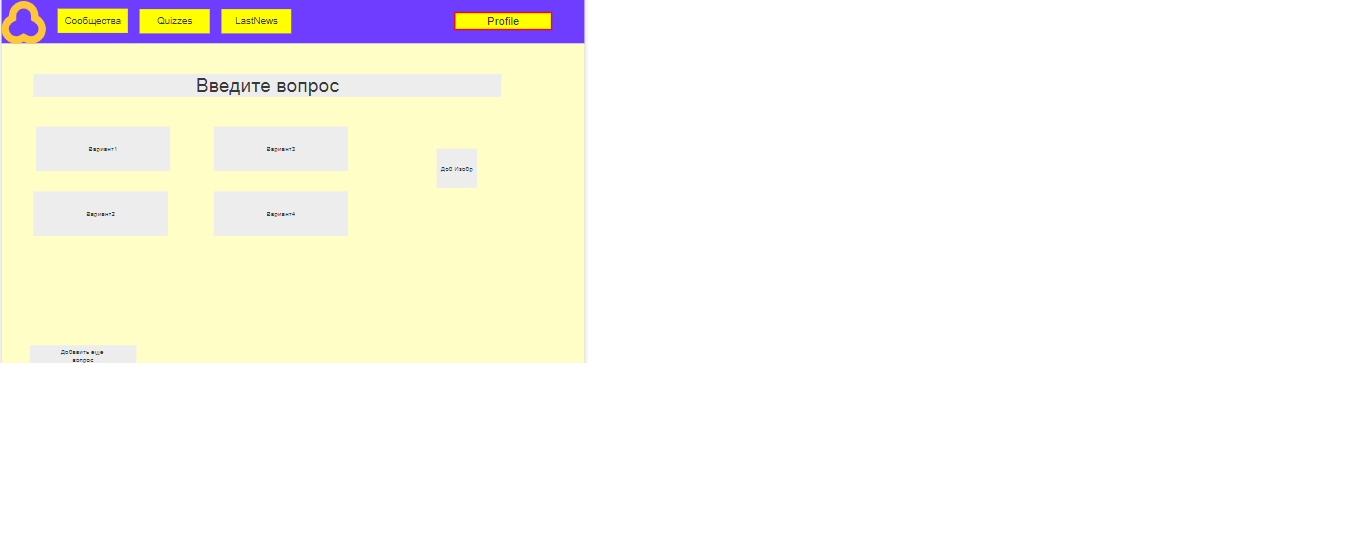 Сообщества
Quizzes
LastNews
Profile
Введите вопрос
Вариант1
Вариант3
Доб Изобр
Вариант2
Вариант4
Добавить еще
вопрос